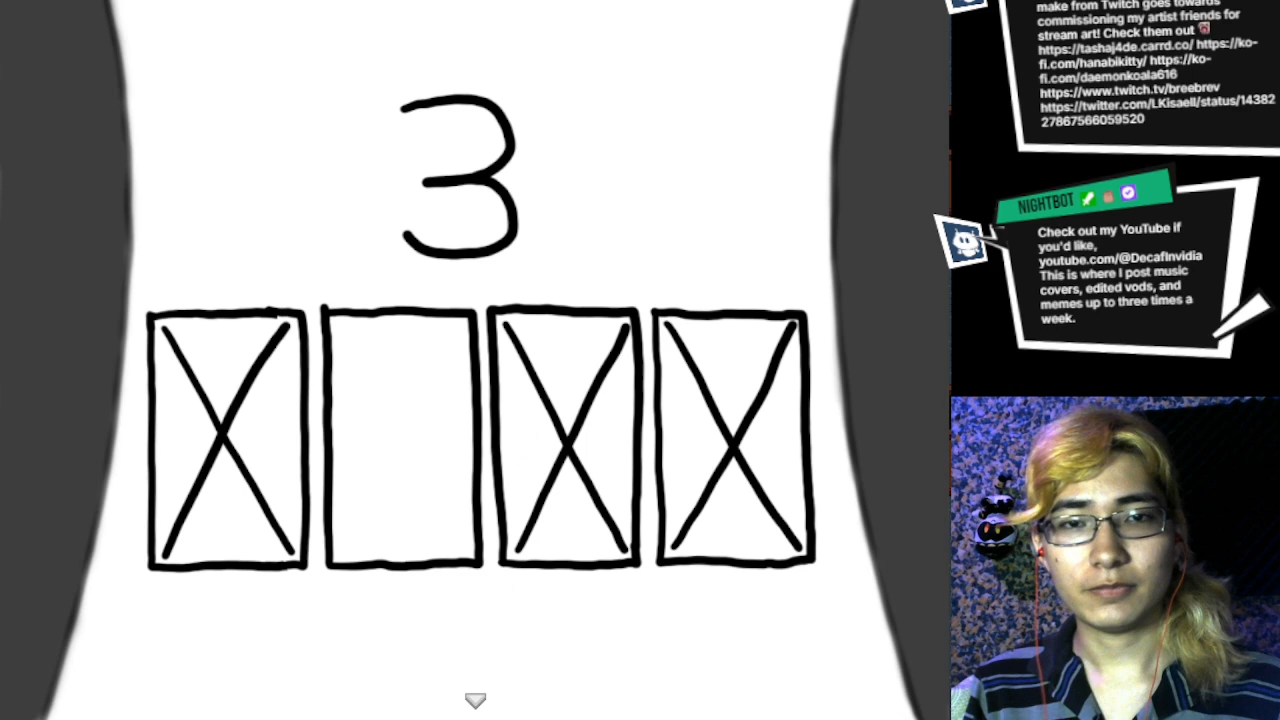 3
make from Twitch goes towards
commissioning my artist friends for
stream art! Check them out
https://tashaj4de.carrd.co/ https://ko-
fi.com/hanabikitty/ https://ko-
fi.com/daemonkoala616
https://www.twitch.tv/breebrev
https://twitter.com/LKisaell/status/14382
27867566059520
NIGHTBOT
Check out my YouTube if
you'd like,
youtube.com/@DecafInvidia
This is where I post music
covers, edited vods, and
memes up to three times a
week.